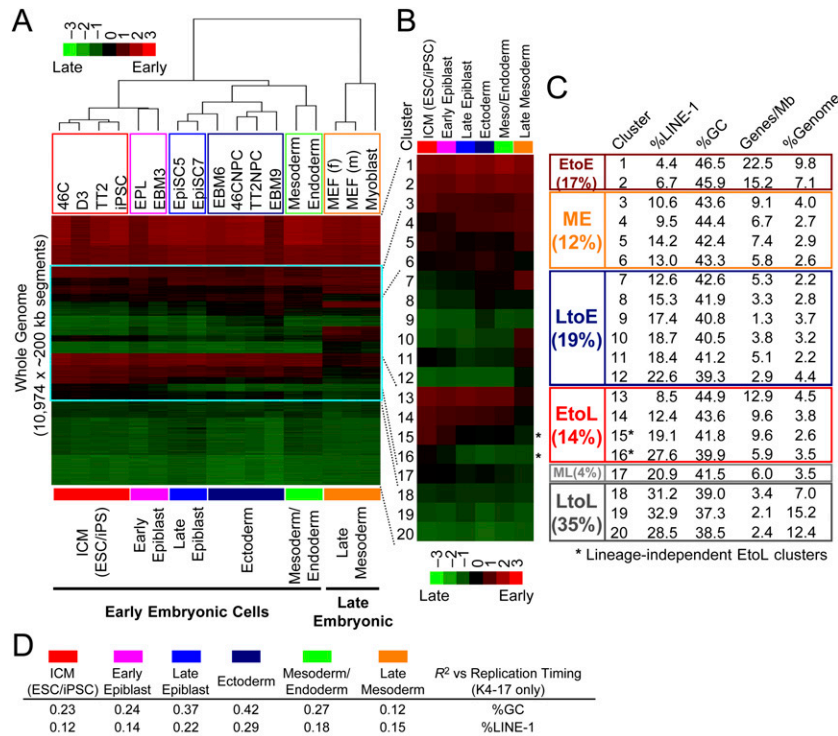 A
−3 −2 −1 0 1 2 3
Late Early
46C D3 TT2 iPSC EPL EBM3 EpiSC5 EpiSC7 EBM6 46CNPC TT2NPC EBM9 Mesoderm Endoderm MEF (f) MEF (m) Myoblast
Whole Genome
(10,974 x ~200 kb segments)
ICM
(ESC/iPS)
Early
Epiblast
Late
Epiblast
Ectoderm
Mesoderm/
Endoderm
Late
Mesoderm
Early Embryonic Cells
Late
Embryonic
B
Cluster
ICM (ESC/iPSC)
Early Epiblast
Late Epiblast
Ectoderm
Meso/Endoderm
Late Mesoderm
1
2
3
4
5
6
7
8
9
10
11
12
13
14
15 *
16 *
17
18
19
20
−3 −2 −1 0 1 2 3
Late Early
C
Cluster %LINE-1 %GC Genes/Mb %Genome
EtoE
(17%)
1 4.4 46.5 22.5 9.8
2 6.7 45.9 15.2 7.1
ME
(12%)
3 10.6 43.6 9.1 4.0
4 9.5 44.4 6.7 2.7
5 14.2 42.4 7.4 2.9
6 13.0 43.3 5.8 2.6
LtoE
(19%)
7 12.6 42.6 5.3 2.2
8 15.3 41.9 3.3 2.8
9 17.4 40.8 1.3 3.7
10 18.7 40.5 3.8 3.2
11 18.4 41.2 5.1 2.2
12 22.6 39.3 2.9 4.4
EtoL
(14%)
13 8.5 44.9 12.9 4.5
14 12.4 43.6 9.6 3.8
15* 19.1 41.8 9.6 2.6
16* 27.6 39.9 5.9 3.5
ML(4%) 17 20.9 41.5 6.0 3.5
LtoL
(35%)
18 31.2 39.0 3.4 7.0
19 32.9 37.3 2.1 15.2
20 28.5 38.5 2.4 12.4
* Lineage-independent EtoL clusters
D
ICM
(ESC/iPSC)
Early
Epiblast
Late
Epiblast
Ectoderm
Mesoderm/
Endoderm
Late
Mesoderm
R² vs Replication Timing
(K4-17 only)
0.23 0.24 0.37 0.42 0.27 0.12 %GC
0.12 0.14 0.22 0.29 0.18 0.15 %LINE-1